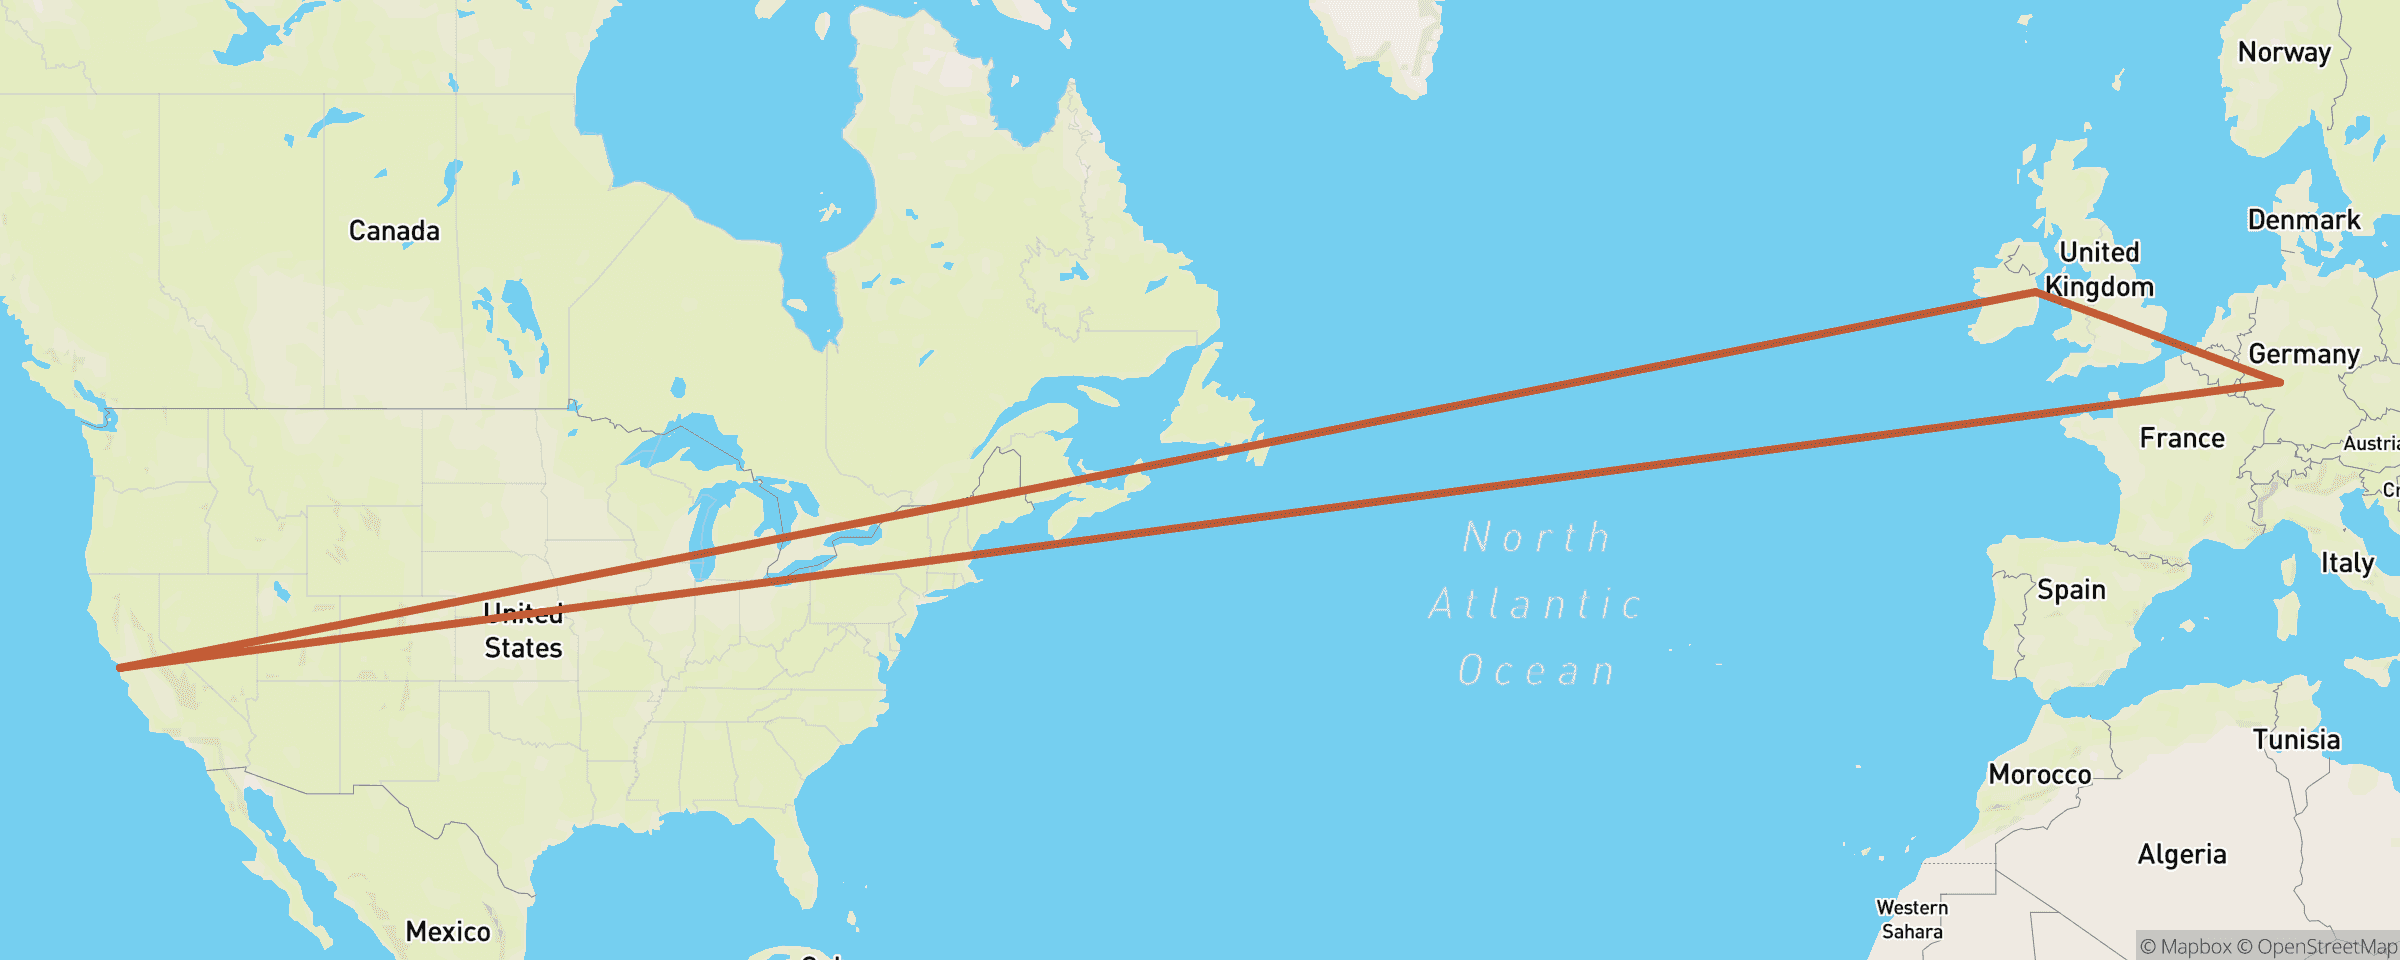 Norway
Denmark
Canada
United
Kingdom
Germany
France
Austria
Cr
North
Atlantic
Ocean
Italy
Spain
United
States
Tunisia
Morocco
Algeria
Western
Sahara
Mexico
© Mapbox © OpenStreetMap